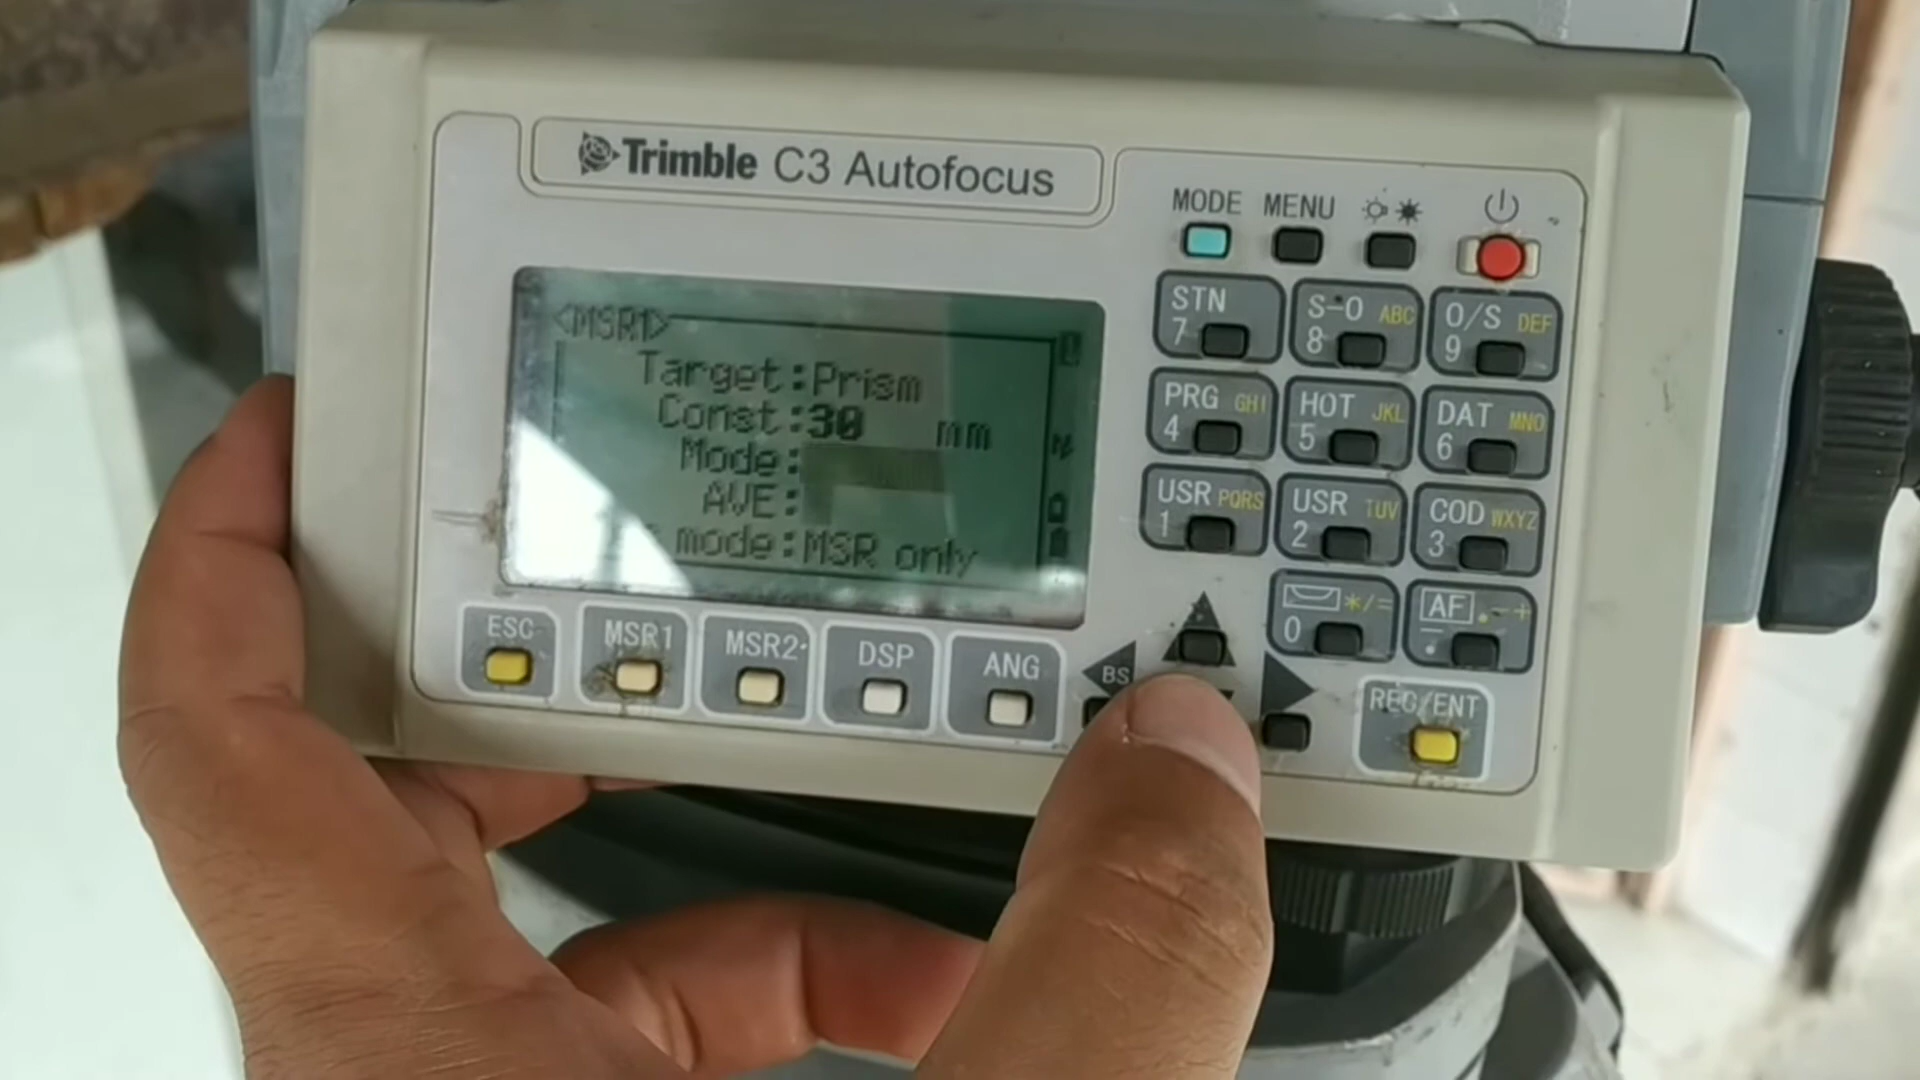 Trimble C3 Autofocus
MODE MENU
<MSR1>
Target:Prism
Const:30 mm
Mode:
AVE:
mode:MSR only
STN
7
S-O ABC
8
O/S DEF
9
PRG GHI
4
HOT JKL
5
DAT MNO
6
USR PQRS
1
USR TUV
2
COD WXYZ
3
*/=
0
AF .-+
ESC
MSR1
MSR2
DSP
ANG
BS
REC/ENT